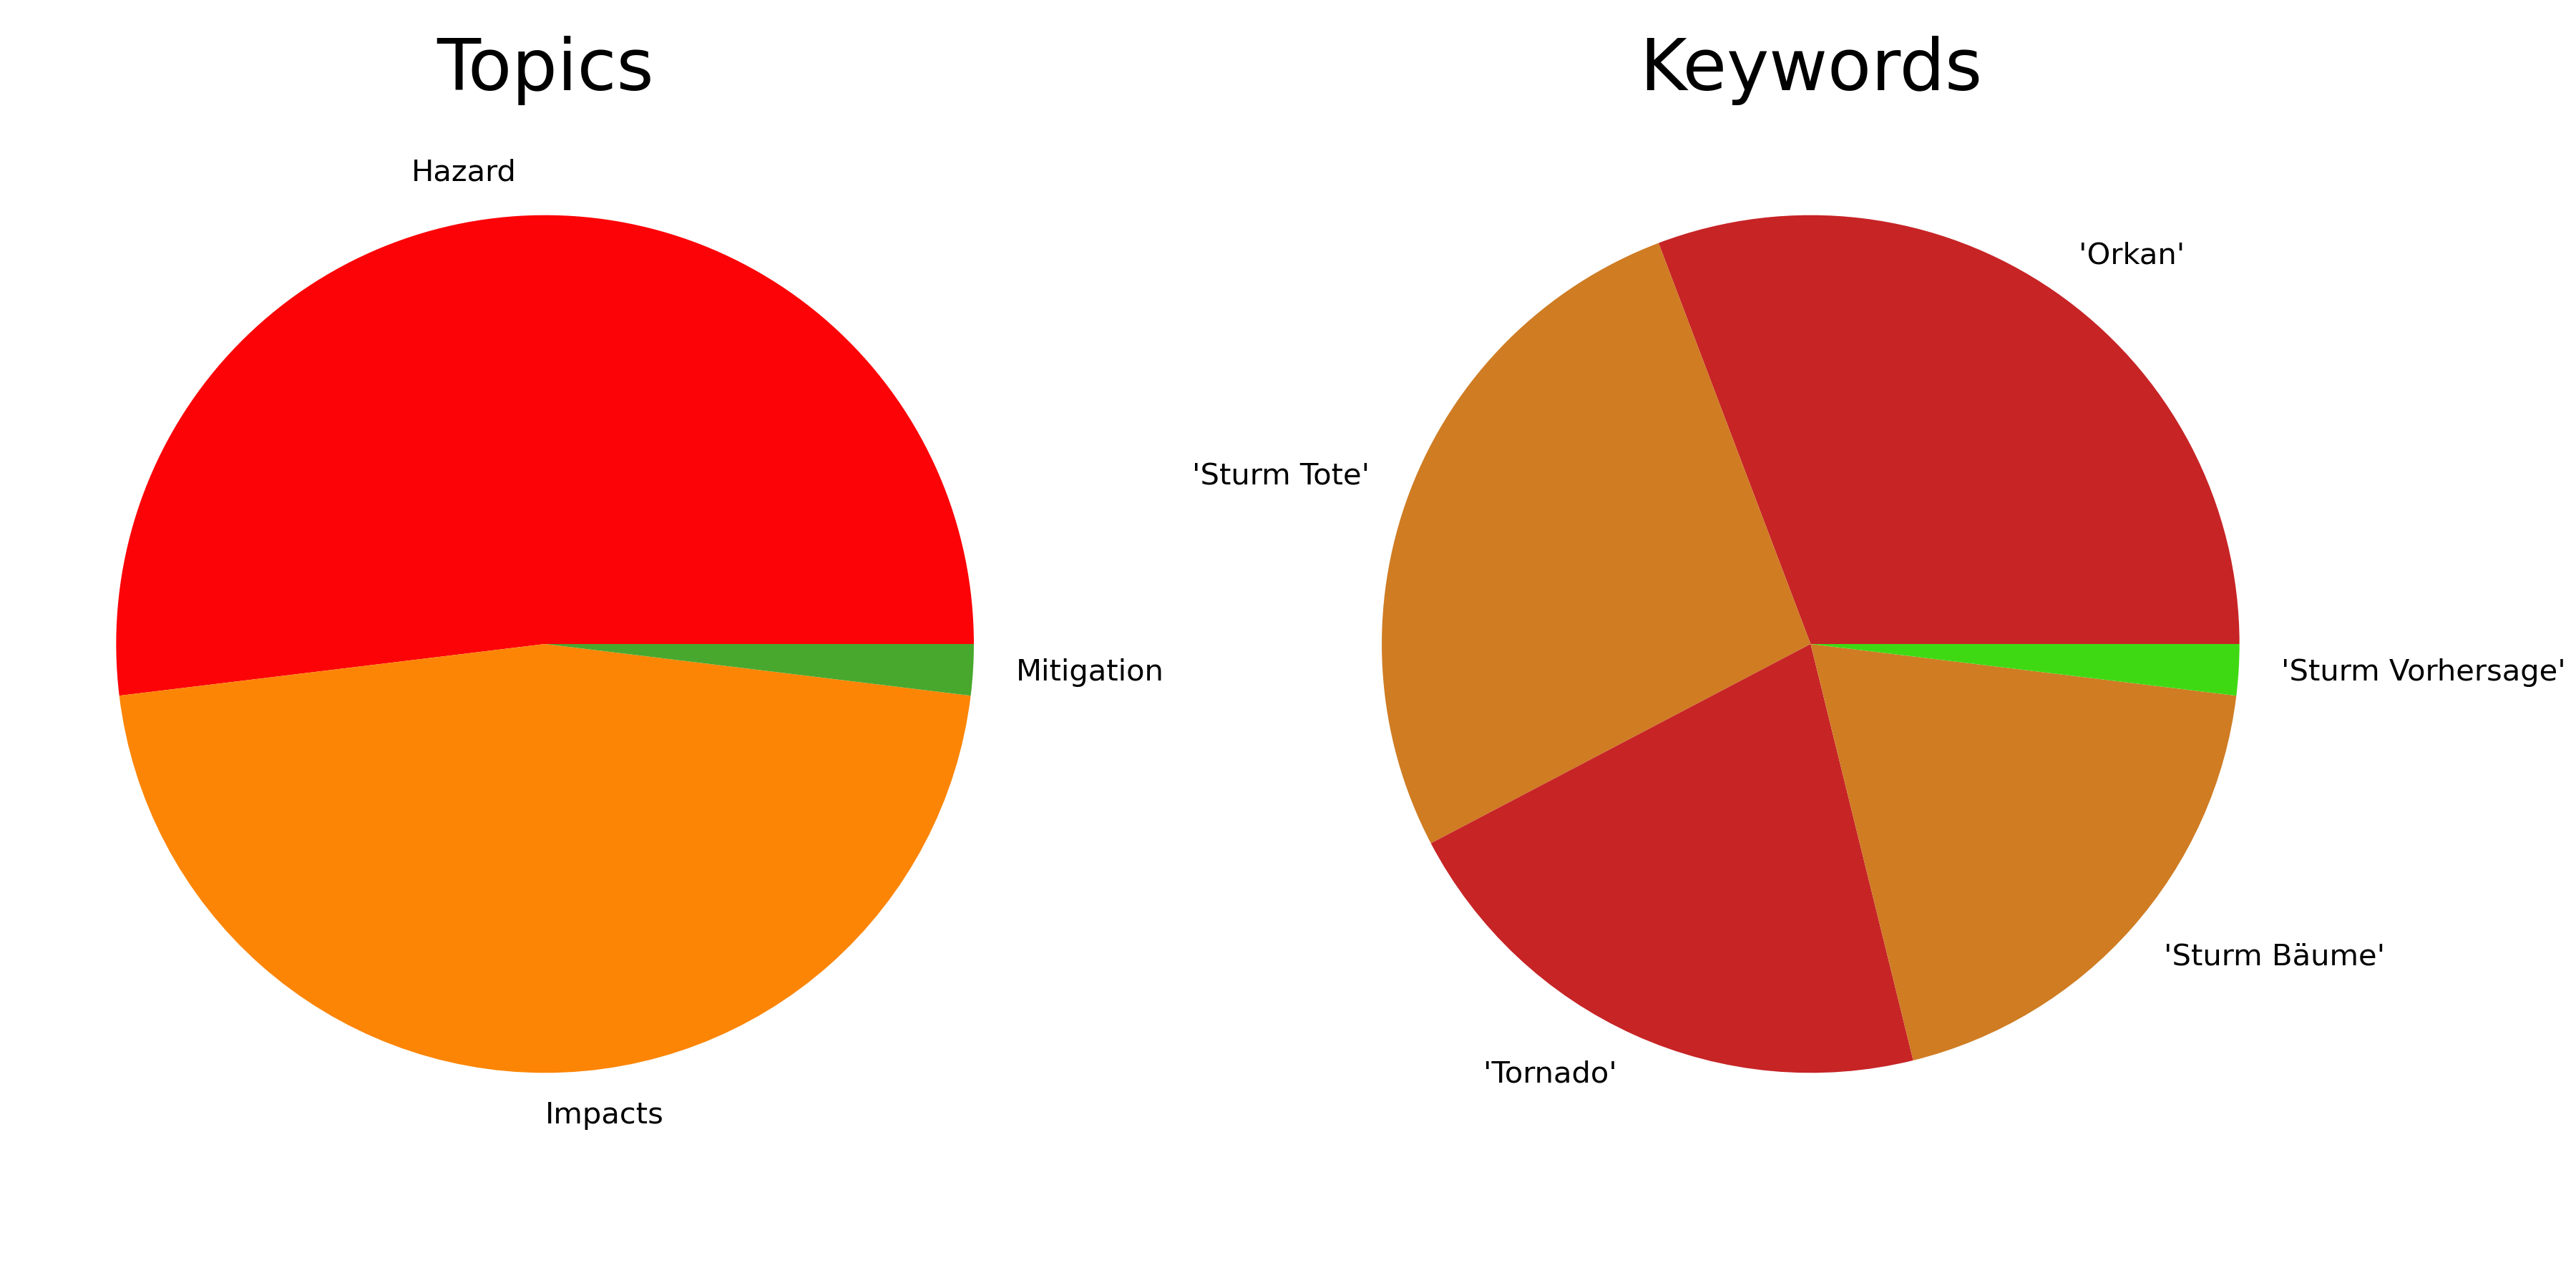 Topics
Hazard
Mitigation
Impacts
Keywords
'Orkan'
'Sturm Tote'
'Sturm Vorhersage'
'Sturm Bäume'
'Tornado'